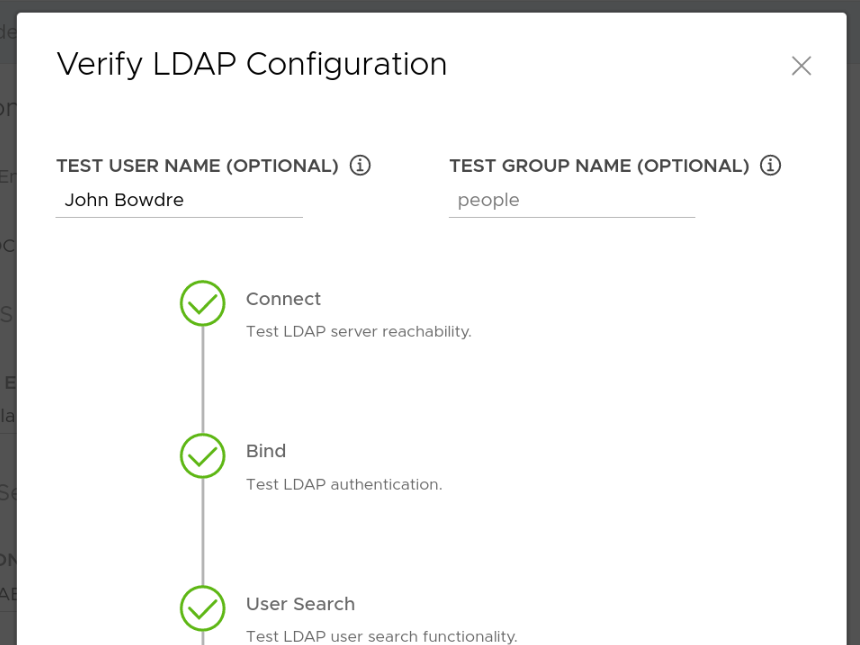 Verify LDAP Configuration
TEST USER NAME (OPTIONAL)
TEST GROUP NAME (OPTIONAL)
John Bowdre
people
Connect
Test LDAP server reachability.
Bind
Test LDAP authentication.
User Search
Test LDAP user search functionality.